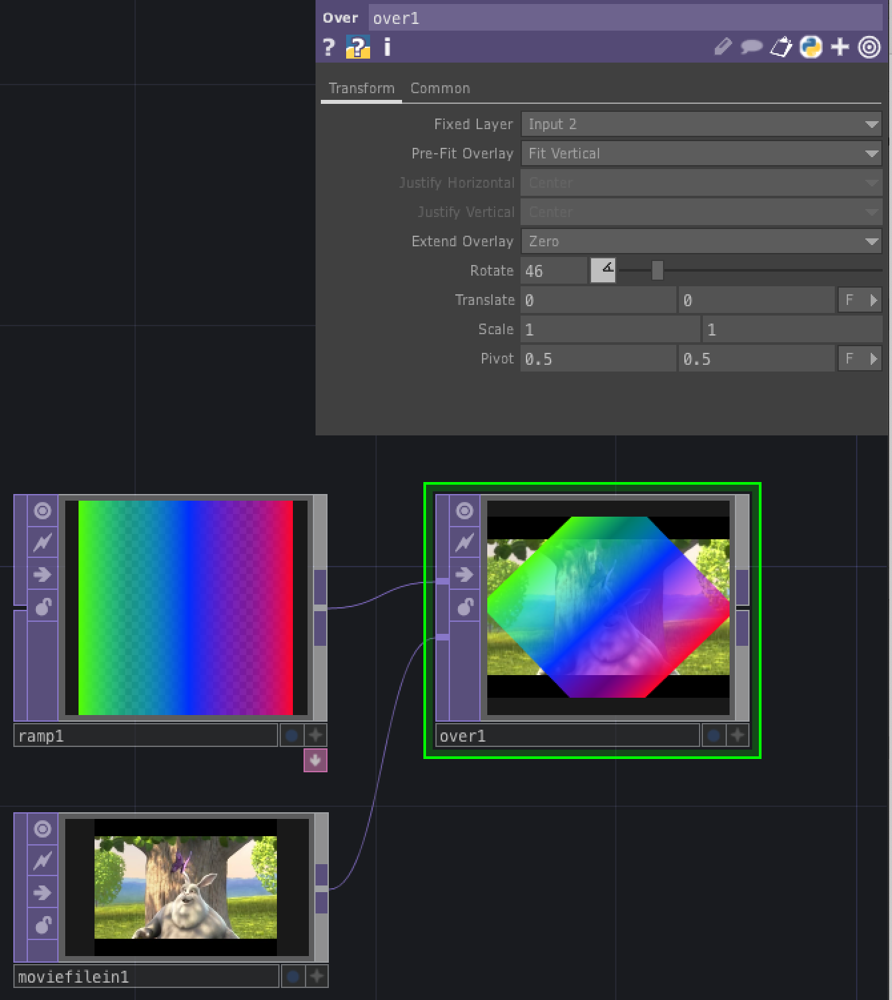 Over over1
? ? i
Transform Common
Fixed Layer Input 2
Pre-Fit Overlay Fit Vertical
Justify Horizontal Center
Justify Vertical Center
Extend Overlay Zero
Rotate 46
Translate 0 0 F
Scale 1 1
Pivot 0.5 0.5 F
ramp1
over1
moviefilein1